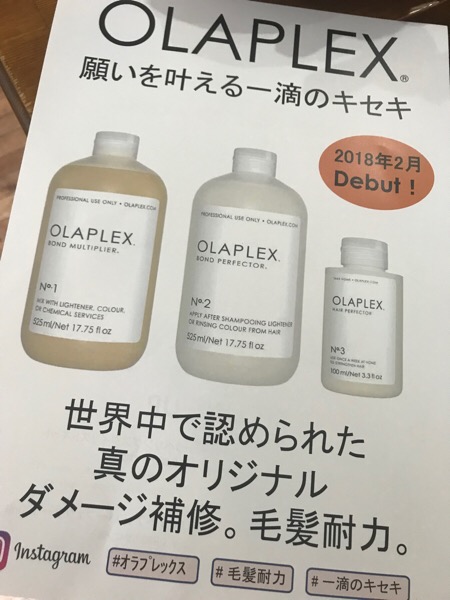 OLAPLEX®
願いを叶える一滴のキセキ
2018年2月
Debut！
PROFESSIONAL USE ONLY • OLAPLEX.COM
OLAPLEX.
BOND MULTIPLIER.
Nº.1
MIX WITH LIGHTENER, COLOUR,
OR CHEMICAL SERVICES
525ml/Net 17.75 fl oz
PROFESSIONAL USE ONLY • OLAPLEX.COM
OLAPLEX.
BOND PERFECTOR.
Nº.2
APPLY AFTER SHAMPOOING LIGHTENER
OR RINSING COLOUR FROM HAIR
525ml/Net 17.75 fl oz
OLAPLEX.
HAIR PERFECTOR
Nº.3
100ml/Net 3.3 fl oz
世界中で認められた
真のオリジナル
ダメージ補修。毛髪耐力。
Instagram
#オラプレックス
# 毛髪耐力
# 一滴のキセキ